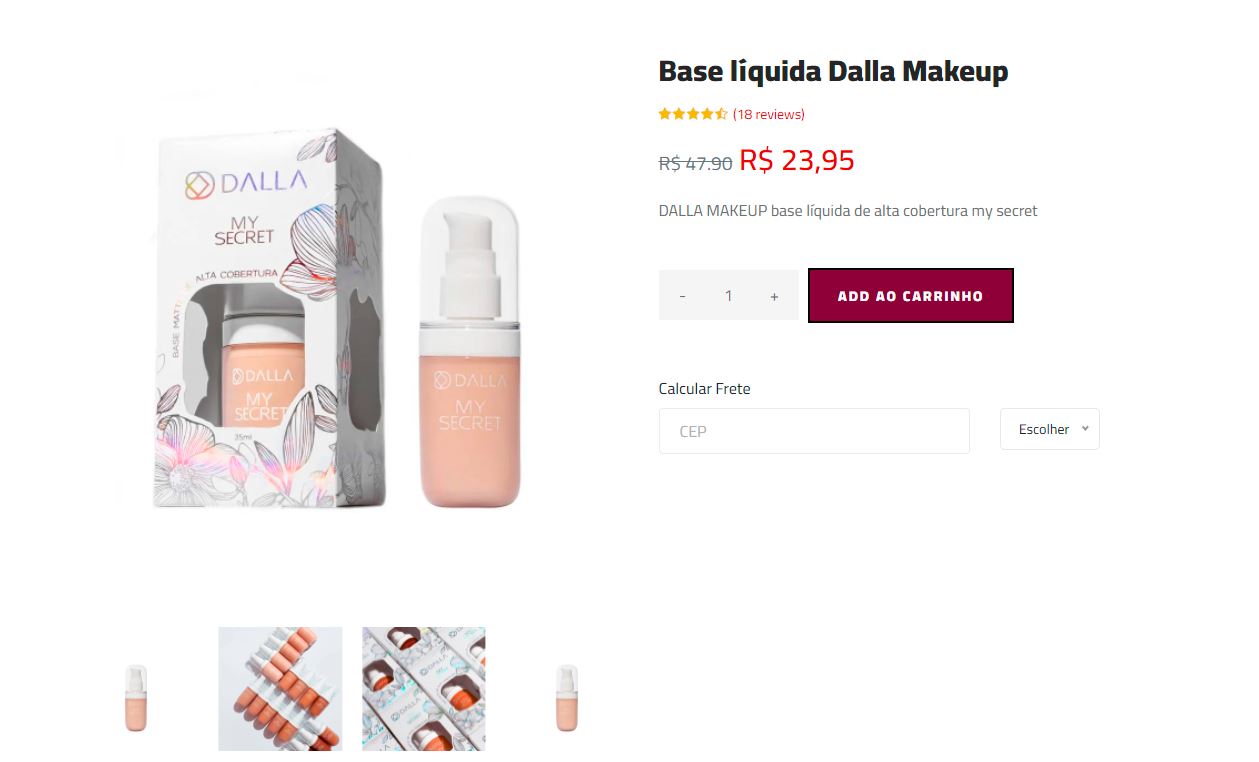 Base líquida Dalla Makeup
(18 reviews)
R$ 47.90 R$ 23,95
DALLA MAKEUP base líquida de alta cobertura my secret
- 1 +
ADD AO CARRINHO
Calcular Frete
CEP
Escolher
DALLA
MY
SECRET
ALTA COBERTURA
BASE MATTE
DALLA
MY
SECRET
35ml
DALLA
MY
SECRET
DALLA
DALLA